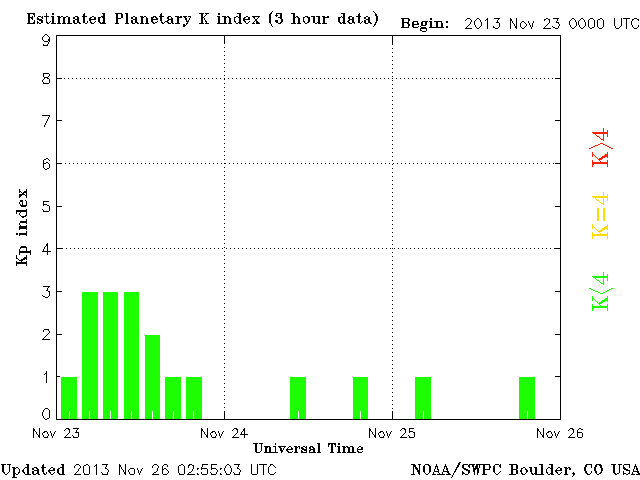 Estimated Planetary K index (3 hour data) Begin: 2013 Nov 23 0000 UTC
9
8
7
6
5
4
3
2
1
0
Kp index
K>4
K=4
K<4
Nov 23 Nov 24 Nov 25 Nov 26
Universal Time
Updated 2013 Nov 26 02:55:03 UTC NOAA/SWPC Boulder, CO USA